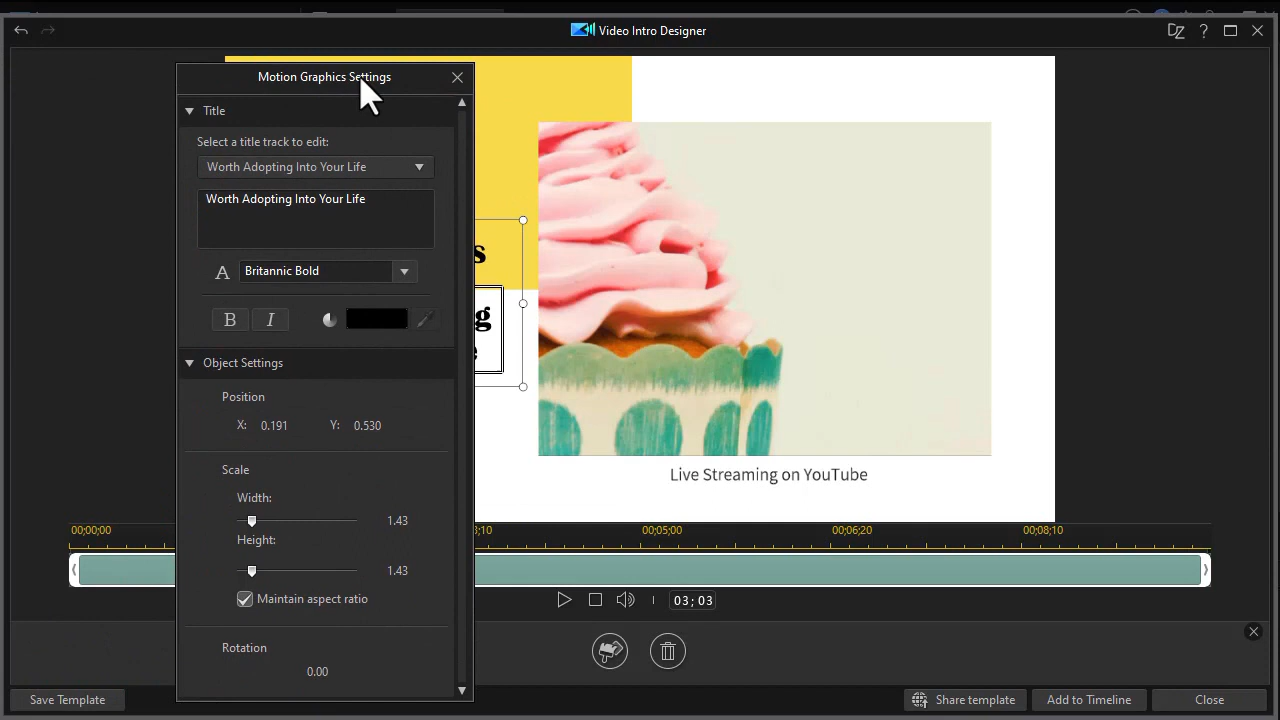 Video Intro Designer
?
Motion Graphics Settings
Title
Select a title track to edit:
Worth Adopting Into Your Life
Worth Adopting Into Your Life
A
Britannic Bold
B I
Object Settings
Position
X: 0.191 Y: 0.530
Scale
Width:
1.43
Height:
1.43
Maintain aspect ratio
Rotation
0.00
s
g
e
Live Streaming on YouTube
00;00;00 ;10 00;05;00 00;06;20 00;08;10
03; 03
Save Template
Share template
Add to Timeline
Close